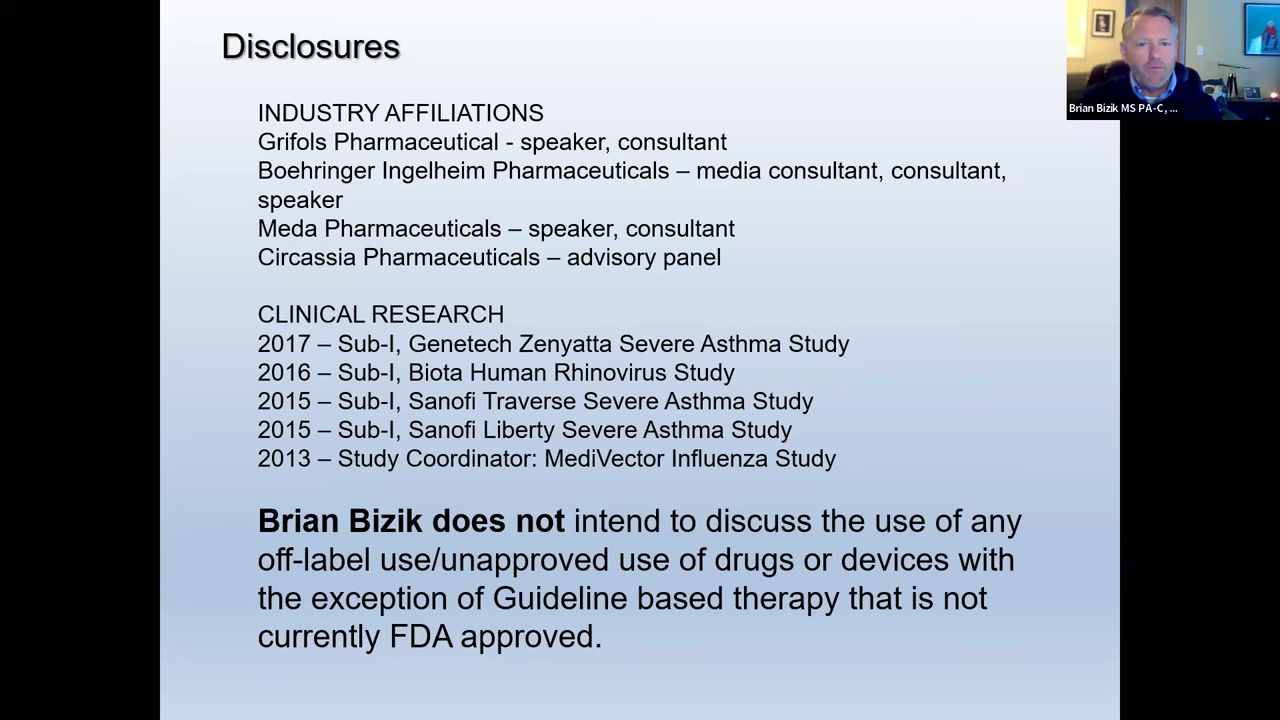 Disclosures
Brian Bizik MS PA-C, ...
INDUSTRY AFFILIATIONS
Grifols Pharmaceutical - speaker, consultant
Boehringer Ingelheim Pharmaceuticals – media consultant, consultant,
speaker
Meda Pharmaceuticals – speaker, consultant
Circassia Pharmaceuticals – advisory panel
CLINICAL RESEARCH
2017 – Sub-I, Genetech Zenyatta Severe Asthma Study
2016 – Sub-I, Biota Human Rhinovirus Study
2015 – Sub-I, Sanofi Traverse Severe Asthma Study
2015 – Sub-I, Sanofi Liberty Severe Asthma Study
2013 – Study Coordinator: MediVector Influenza Study
Brian Bizik does not intend to discuss the use of any
off-label use/unapproved use of drugs or devices with
the exception of Guideline based therapy that is not
currently FDA approved.